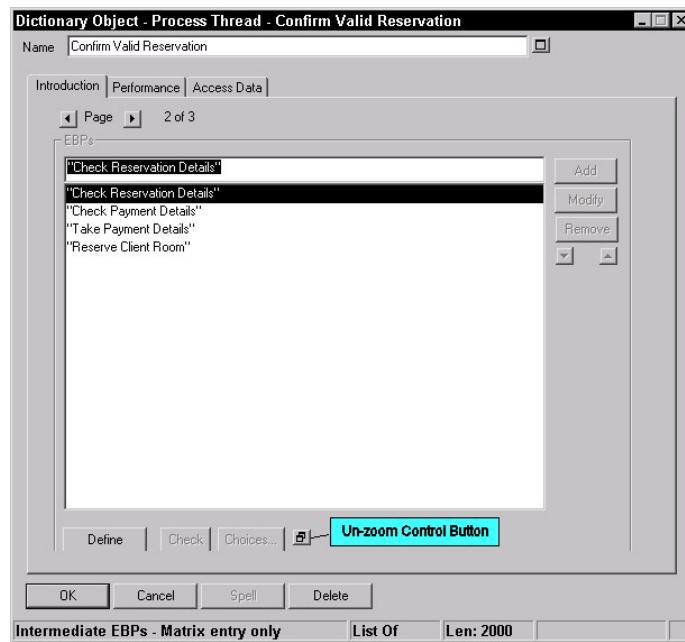 Dictionary Object - Process Thread - Confirm Valid Reservation
Name Confirm Valid Reservation
Introduction Performance Access Data
Page 2 of 3
EBPs
"Check Reservation Details"
Add
"Check Reservation Details"
Modify
"Check Payment Details"
"Take Payment Details"
Remove
"Reserve Client Room"
Define Check Choices... Un-zoom Control Button
OK Cancel Spell Delete
Intermediate EBPs - Matrix entry only List Of Len: 2000